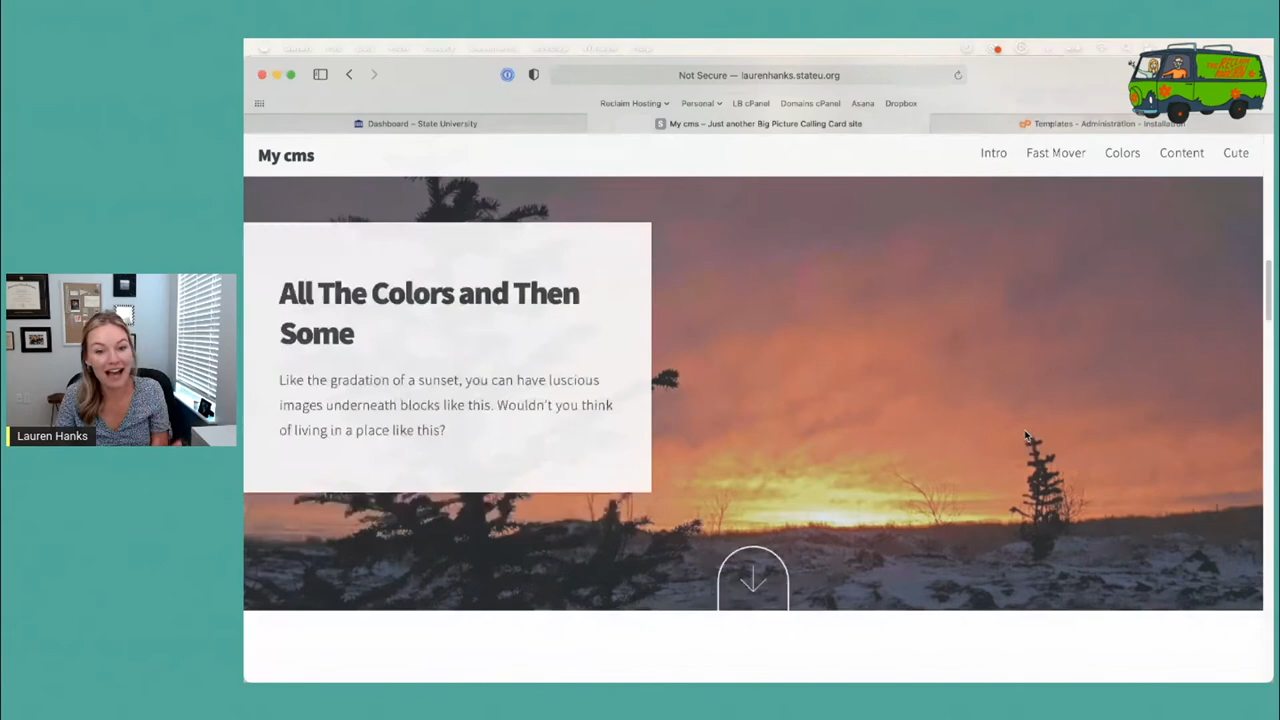 Not Secure — laurenhanks.stateu.org
Reclaim Hosting Personal LB cPanel Domains cPanel Asana Dropbox
Dashboard – State University
My cms – Just another Big Picture Calling Card site
Templates - Administration - Installation
My cms
Intro Fast Mover Colors Content Cute
All The Colors and Then
Some
Like the gradation of a sunset, you can have luscious
images underneath blocks like this. Wouldn't you think
of living in a place like this?
Lauren Hanks